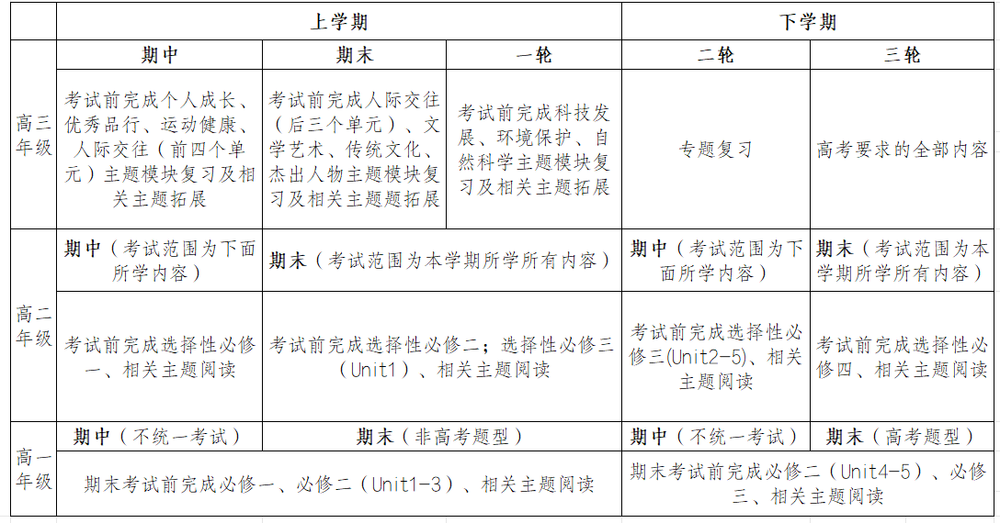 上学期
下学期
期中
期末
一轮
二轮
三轮
高三
年级
考试前完成个人成长、
优秀品行、运动健康、
人际交往（前四个单
元）主题模块复习及相
关主题拓展
考试前完成人际交往
（后三个单元）、文
学艺术、传统文化、
杰出人物主题模块复
习及相关主题题拓展
考试前完成科技发
展、环境保护、自
然科学主题模块复
习及相关主题拓展
专题复习
高考要求的全部内容
高二
年级
期中（考试范围为下面
所学内容）
期末（考试范围为本学期所学所有内容）
期中（考试范围为下
面所学内容）
期末（考试范围为本
学期所学所有内容）
考试前完成选择性必修
一、相关主题阅读
考试前完成选择性必修二；选择性必修三
（Unit1）、相关主题阅读
考试前完成选择性必
修三(Unit2-5)、相关
主题阅读
考试前完成选择性必
修四、相关主题阅读
高一
年级
期中（不统一考试）
期末（非高考题型）
期中（不统一考试）
期末（高考题型）
期末考试前完成必修一、必修二（Unit1-3）、相关主题阅读
期末考试前完成必修二（Unit4-5）、必修
三、相关主题阅读